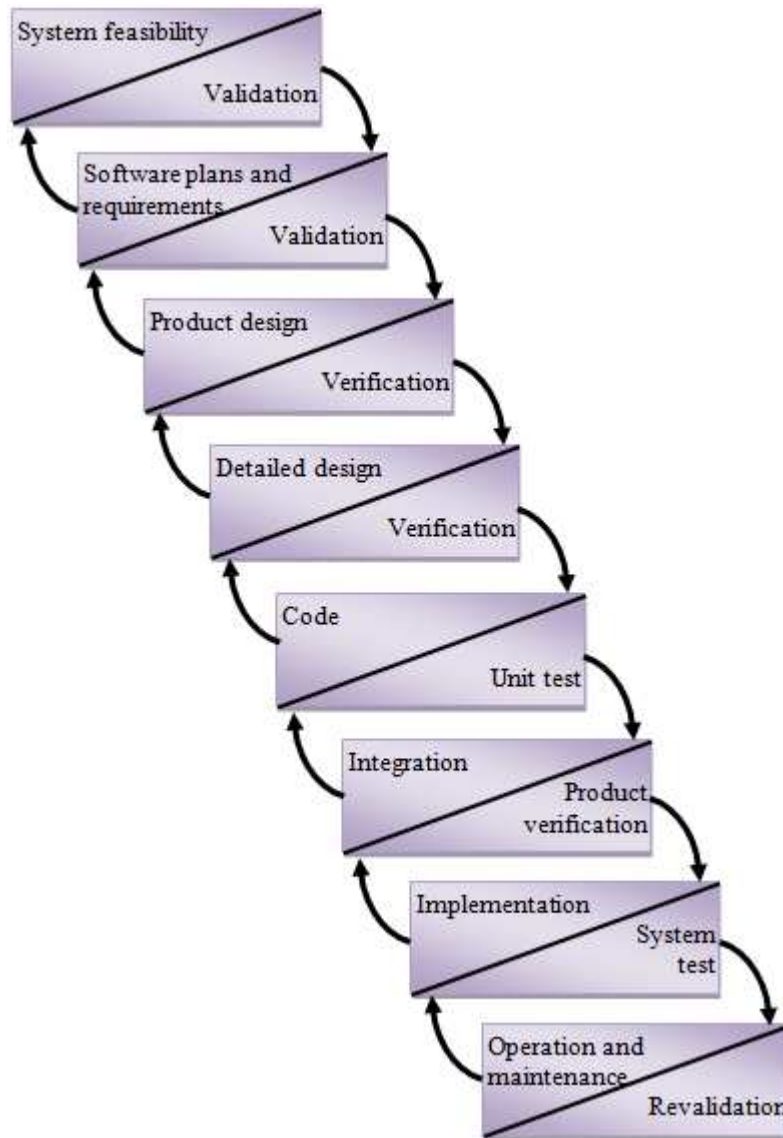 System feasibility
Validation
Software plans and
requirements
Validation
Product design
Verification
Detailed design
Verification
Code
Unit test
Integration
Product
verification
Implementation
System
test
Operation and
maintenance
Revalidation